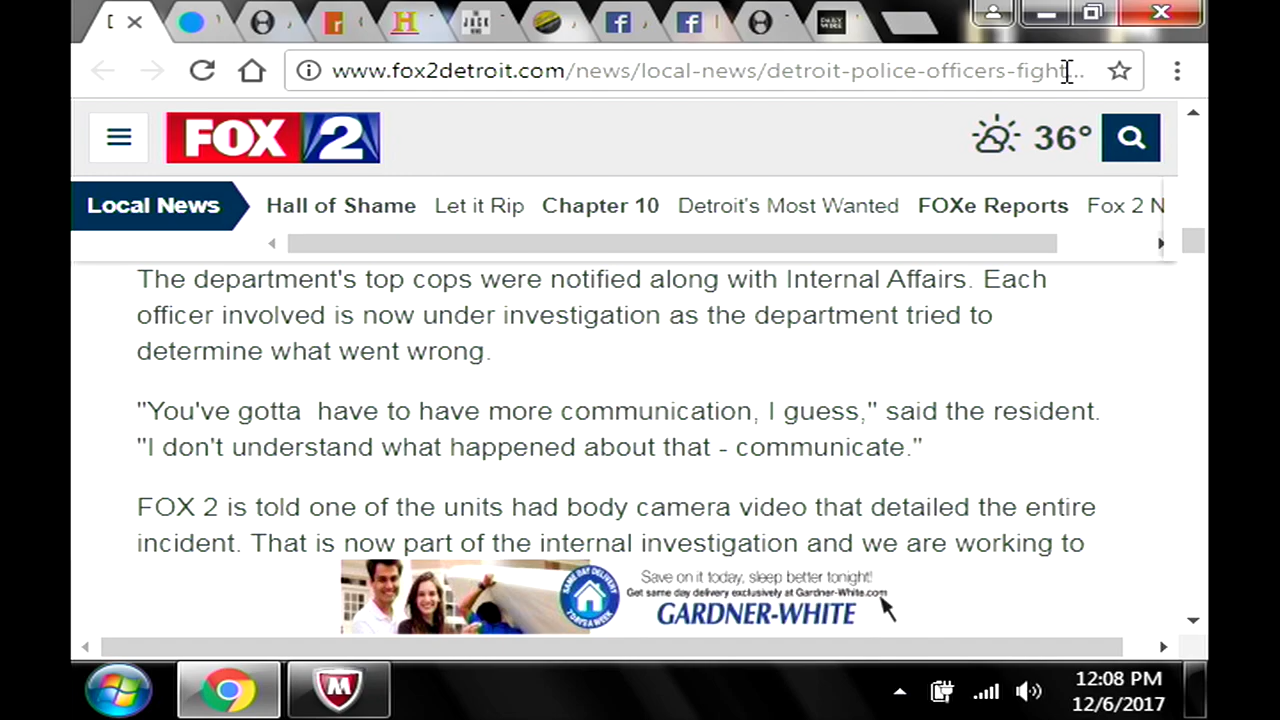 www.fox2detroit.com/news/local-news/detroit-police-officers-fight...
FOX 2
36°
Local News
Hall of Shame Let it Rip Chapter 10 Detroit's Most Wanted FOXe Reports Fox 2 N
The department's top cops were notified along with Internal Affairs. Each
officer involved is now under investigation as the department tried to
determine what went wrong.
"You've gotta  have to have more communication, I guess," said the resident.
"I don't understand what happened about that - communicate."
FOX 2 is told one of the units had body camera video that detailed the entire
incident. That is now part of the internal investigation and we are working to
SAME DAY DELIVERY
7 DAYS A WEEK
Save on it today, sleep better tonight!
Get same day delivery exclusively at Gardner-White.com
GARDNER-WHITE
12:08 PM
12/6/2017